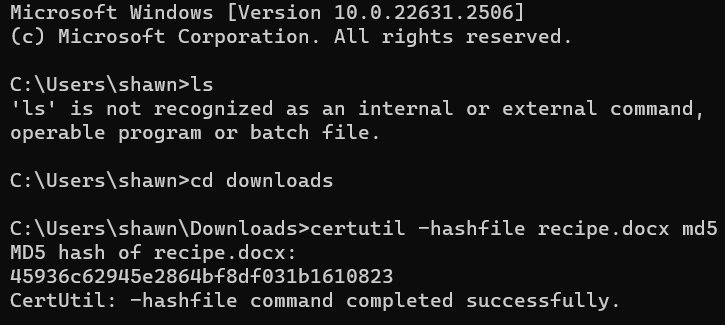 Microsoft Windows [Version 10.0.22631.2506]
(c) Microsoft Corporation. All rights reserved.
C:\Users\shawn>ls
'ls' is not recognized as an internal or external command,
operable program or batch file.
C:\Users\shawn>cd downloads
C:\Users\shawn\Downloads>certutil -hashfile recipe.docx md5
MD5 hash of recipe.docx:
45936c62945e2864bf8df031b1610823
CertUtil: -hashfile command completed successfully.